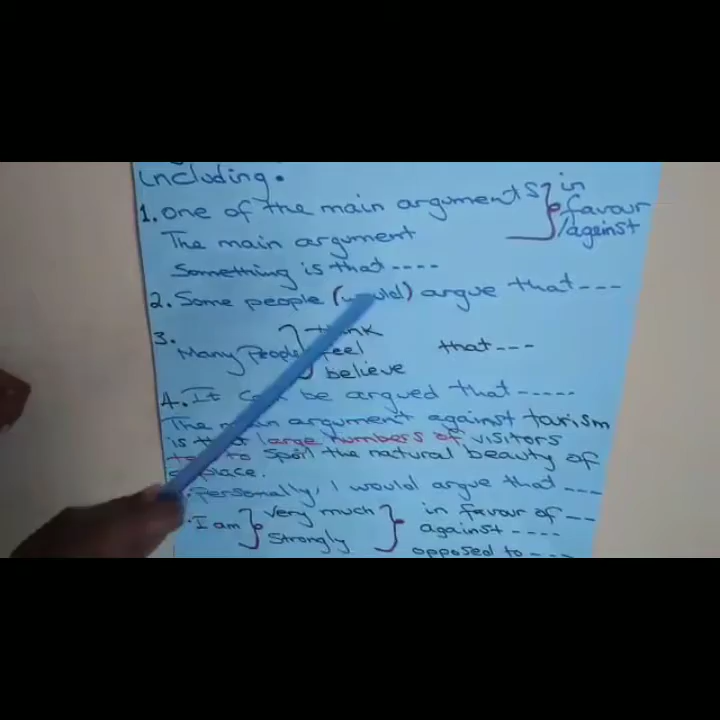 including.
1. One of the main arguments } in favour /against
The main argument
Something is that----
2. Some people (would) argue that---
3. Many People } think feel believe that---
4. It can be argued that-----
The main argument against tourism
is that large numbers of visitors
to spoil the natural beauty of
place.
Personally, I would argue that---
I am } very much strongly } in favour of-- against---- opposed to----